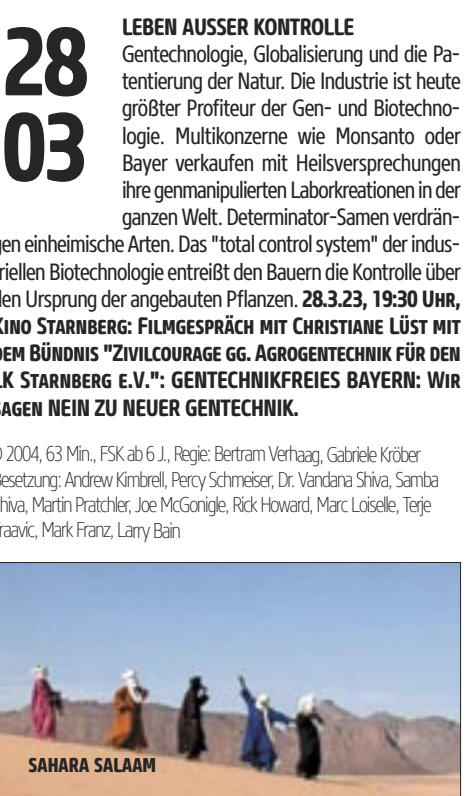 28
03
LEBEN AUSSER KONTROLLE
Gentechnologie, Globalisierung und die Pa-
tentierung der Natur. Die Industrie ist heute
größter Profiteur der Gen- und Biotechno-
logie. Multikonzerne wie Monsanto oder
Bayer verkaufen mit Heilsversprechungen
ihre genmanipulierten Laborkreationen in der
ganzen Welt. Determinator-Samen verdrän-
gen einheimische Arten. Das "total control system" der indus-
riellen Biotechnologie entreißt den Bauern die Kontrolle über
den Ursprung der angebauten Pflanzen. 28.3.23, 19:30 UHR,
KINO STARNBERG: FILMGESPRÄCH MIT CHRISTIANE LÜST MIT
DEM BÜNDNIS "ZIVILCOURAGE GG. AGROGENTECHNIK FÜR DEN
LK STARNBERG E.V.": GENTECHNIKFREIES BAYERN: WIR
SAGEN NEIN ZU NEUER GENTECHNIK.
2004, 63 Min., FSK ab 6 J., Regie: Bertram Verhaag, Gabriele Kröber
Besetzung: Andrew Kimbrell, Percy Schmeiser, Dr. Vandana Shiva, Samba
hiva, Martin Pratchler, Joe McGonigle, Rick Howard, Marc Loiselle, Terje
raavic, Mark Franz, Larry Bain
SAHARA SALAAM